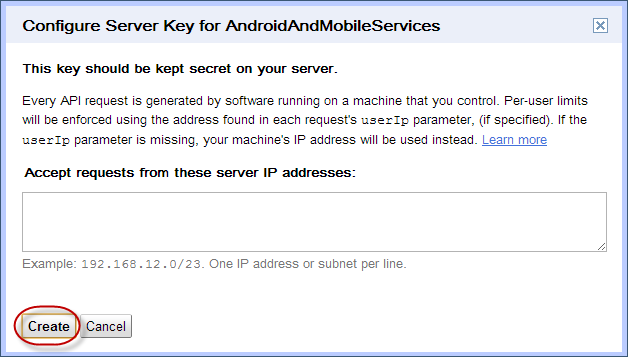 Configure Server Key for AndroidAndMobileServices
This key should be kept secret on your server.
Every API request is generated by software running on a machine that you control. Per-user limits
will be enforced using the address found in each request's userIp parameter, (if specified). If the
userIp parameter is missing, your machine's IP address will be used instead. Learn more
Accept requests from these server IP addresses:
Example: 192.168.12.0/23. One IP address or subnet per line.
Create Cancel